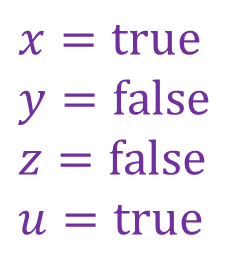 x = true
y = false
z = false
u = true